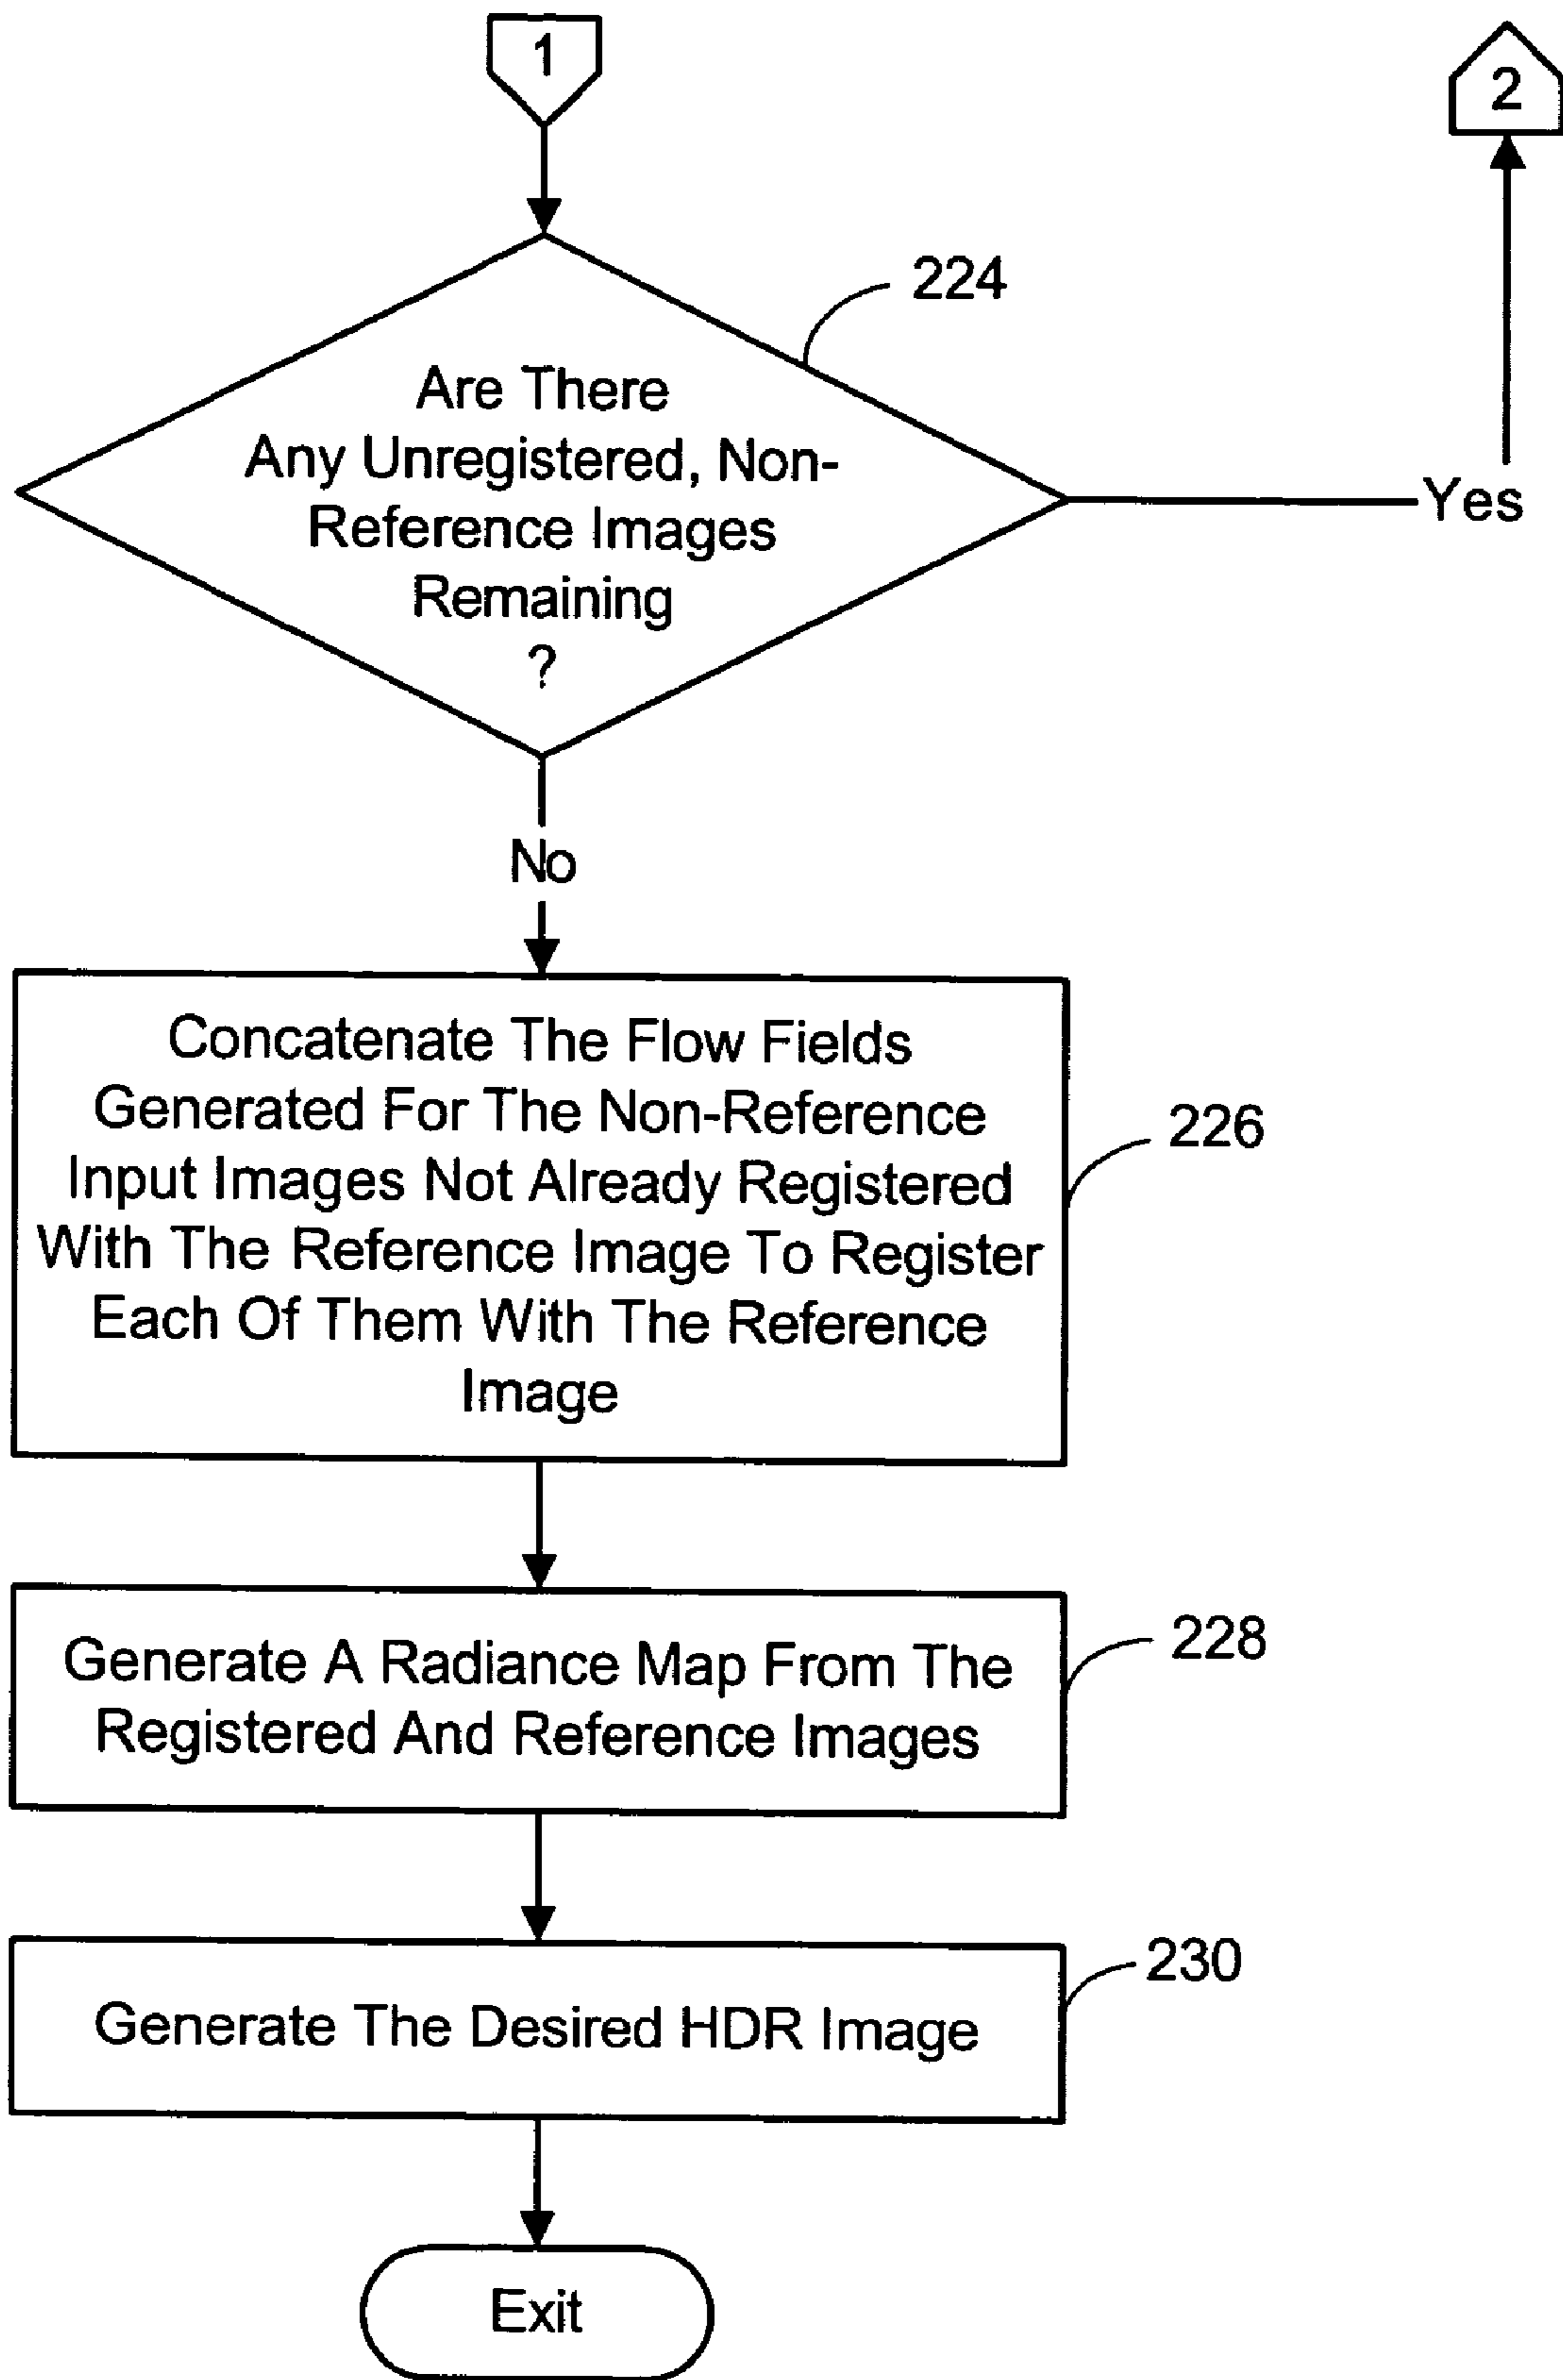 1
2
224
Are There
Any Unregistered, Non-
Reference Images
Remaining
?
Yes
No
Concatenate The Flow Fields
Generated For The Non-Reference
Input Images Not Already Registered
With The Reference Image To Register
Each Of Them With The Reference
Image
226
Generate A Radiance Map From The
Registered And Reference Images
228
Generate The Desired HDR Image
230
Exit